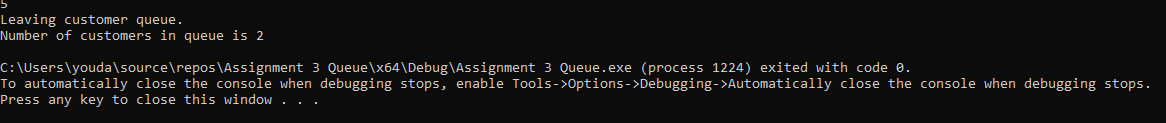 5
Leaving customer queue.
Number of customers in queue is 2
C:\Users\youda\source\repos\Assignment 3 Queue\x64\Debug\Assignment 3 Queue.exe (process 1224) exited with code 0.
To automatically close the console when debugging stops, enable Tools->Options->Debugging->Automatically close the console when debugging stops.
Press any key to close this window . . .